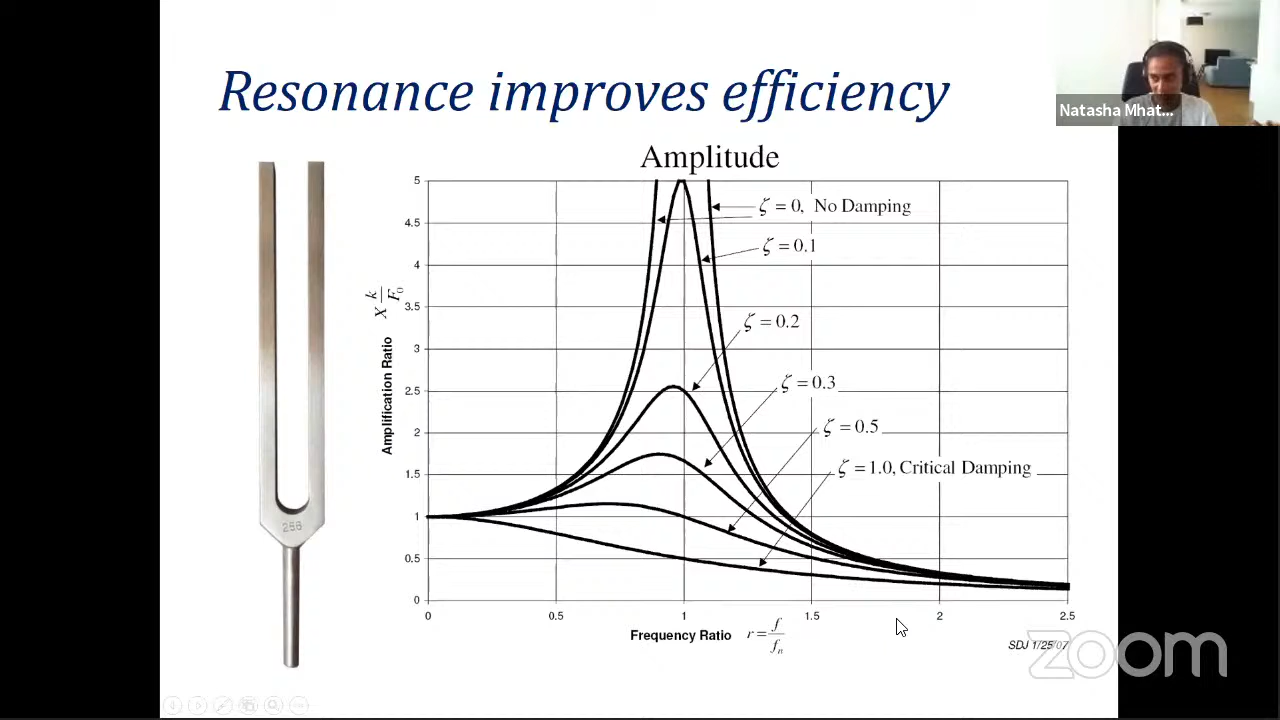 Resonance improves efficiency
Natasha Mhat...
Amplitude
5
4.5
4
3.5
3
2.5
2
1.5
1
0.5
0
Amplification Ratio X k/F₀
ζ = 0, No Damping
ζ = 0.1
ζ = 0.2
ζ = 0.3
ζ = 0.5
ζ = 1.0, Critical Damping
0 0.5 1 1.5 2 2.5
Frequency Ratio r = f/fₙ
SDJ 1/25/07
256
zoom